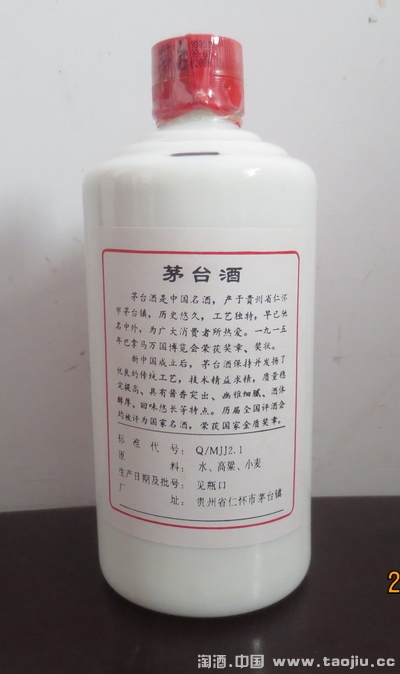 茅台酒
茅台酒是中国名酒，产于贵州省仁怀
市茅台镇，历史悠久，工艺独特，早已驰
名中外，为广大消费者所热爱。一九一五
年巴拿马万国博览会荣获奖章、奖状。
新中国成立后，茅台酒保持并发扬了
优良的传统工艺，技术精益求精，质量稳
定提高、具有酱香突出、幽雅细腻、酒体
醇厚、回味悠长等特点。历届全国评酒会
均被评为国家名酒，荣获国家金质奖章。
标准代号：Q/MJJ2.1
原料：水、高粱、小麦
生产日期及批号：见瓶口
厂址：贵州省仁怀市茅台镇
2
淘酒.中国 www.taojiu.cc